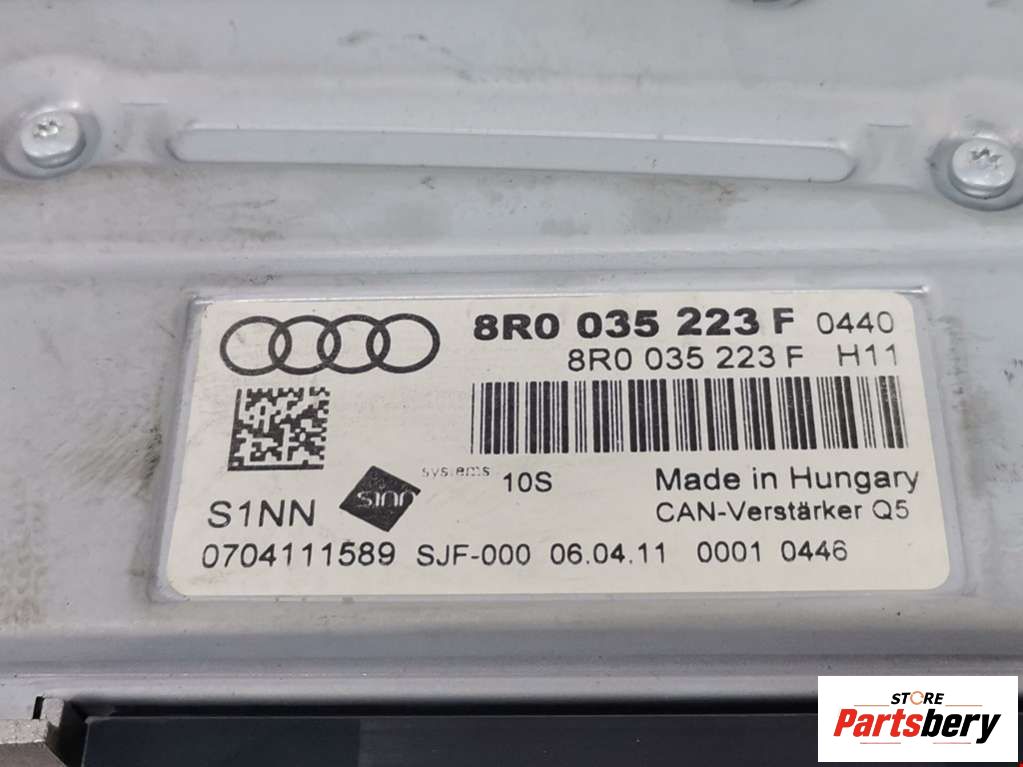 8R0 035 223 F 0440
8R0 035 223 F H11
systems
S1NN
10S
Made in Hungary
S1NN
CAN-Verstärker Q5
0704111589 SJF-000 06.04.11 0001 0446
STORE
Partsbery